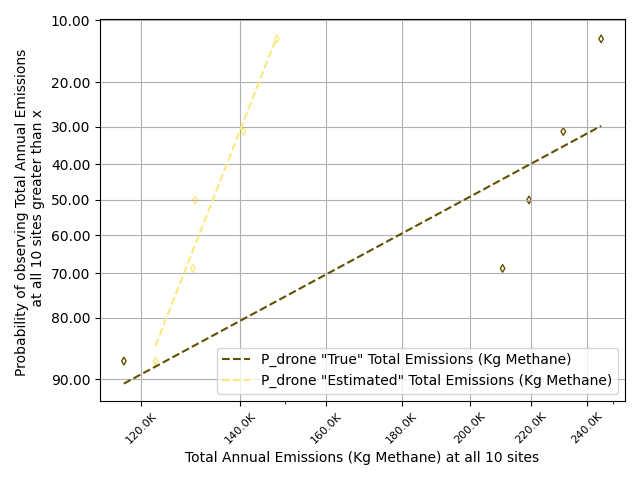 10.00
20.00
30.00
40.00
50.00
60.00
70.00
80.00
90.00
Probability of observing Total Annual Emissions
at all 10 sites greater than x
P_drone "True" Total Emissions (Kg Methane)
P_drone "Estimated" Total Emissions (Kg Methane)
120.0K
140.0K
160.0K
180.0K
200.0K
220.0K
240.0K
Total Annual Emissions (Kg Methane) at all 10 sites